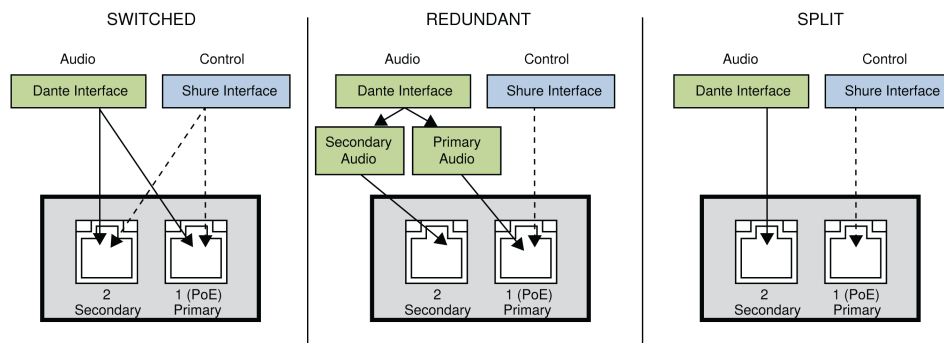 SWITCHED
Audio
Control
Dante Interface
Shure Interface
2
Secondary
1 (PoE)
Primary
REDUNDANT
Audio
Control
Dante Interface
Shure Interface
Secondary
Audio
Primary
Audio
2
Secondary
1 (PoE)
Primary
SPLIT
Audio
Control
Dante Interface
Shure Interface
2
Secondary
1 (PoE)
Primary